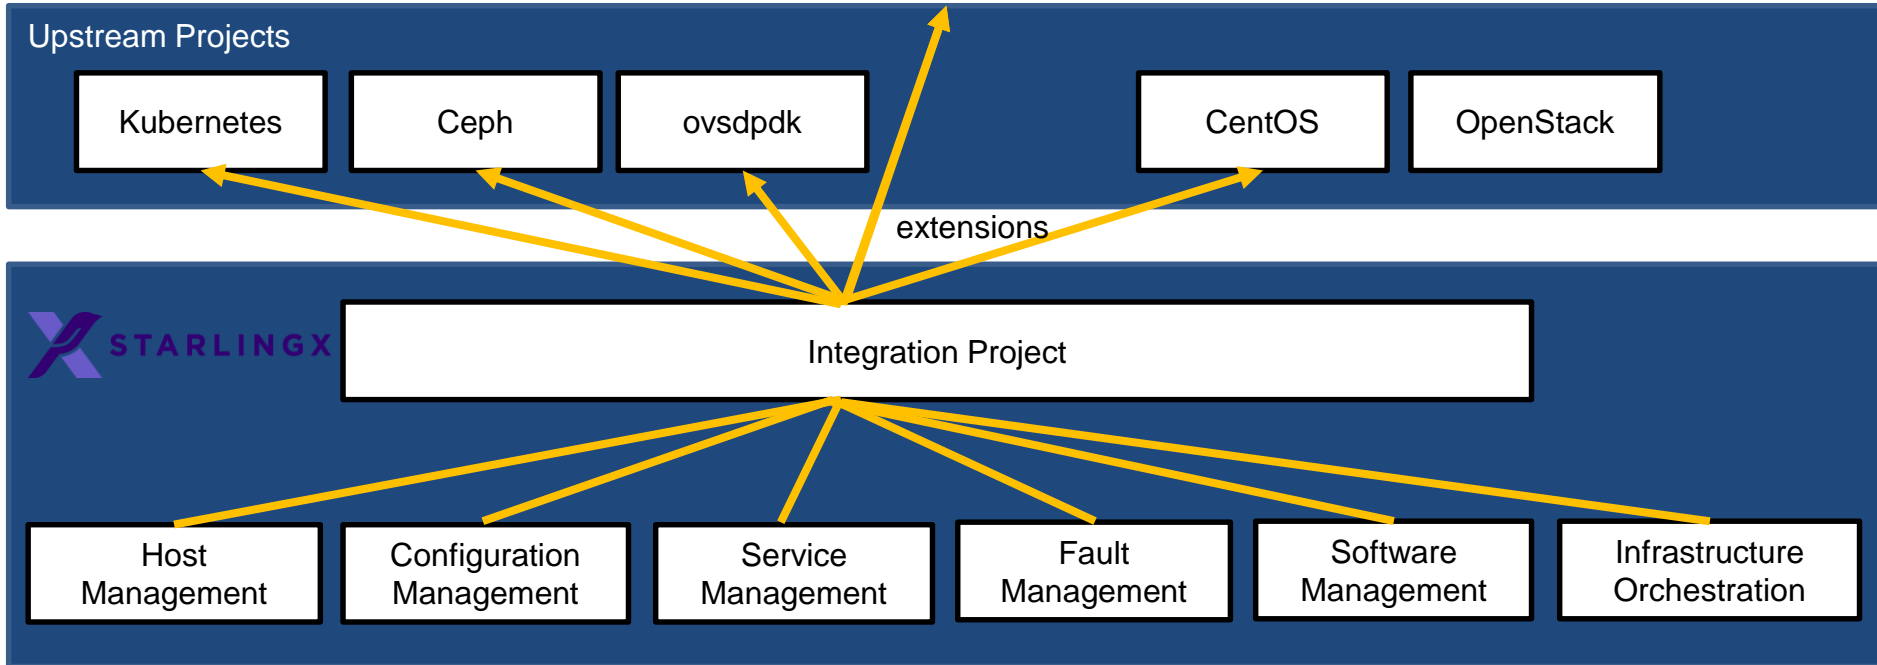 Upstream Projects
Kubernetes
Ceph
ovsdpdk
CentOS
OpenStack
extensions
STARLINGX
Integration Project
Host
Management
Configuration
Management
Service
Management
Fault
Management
Software
Management
Infrastructure
Orchestration